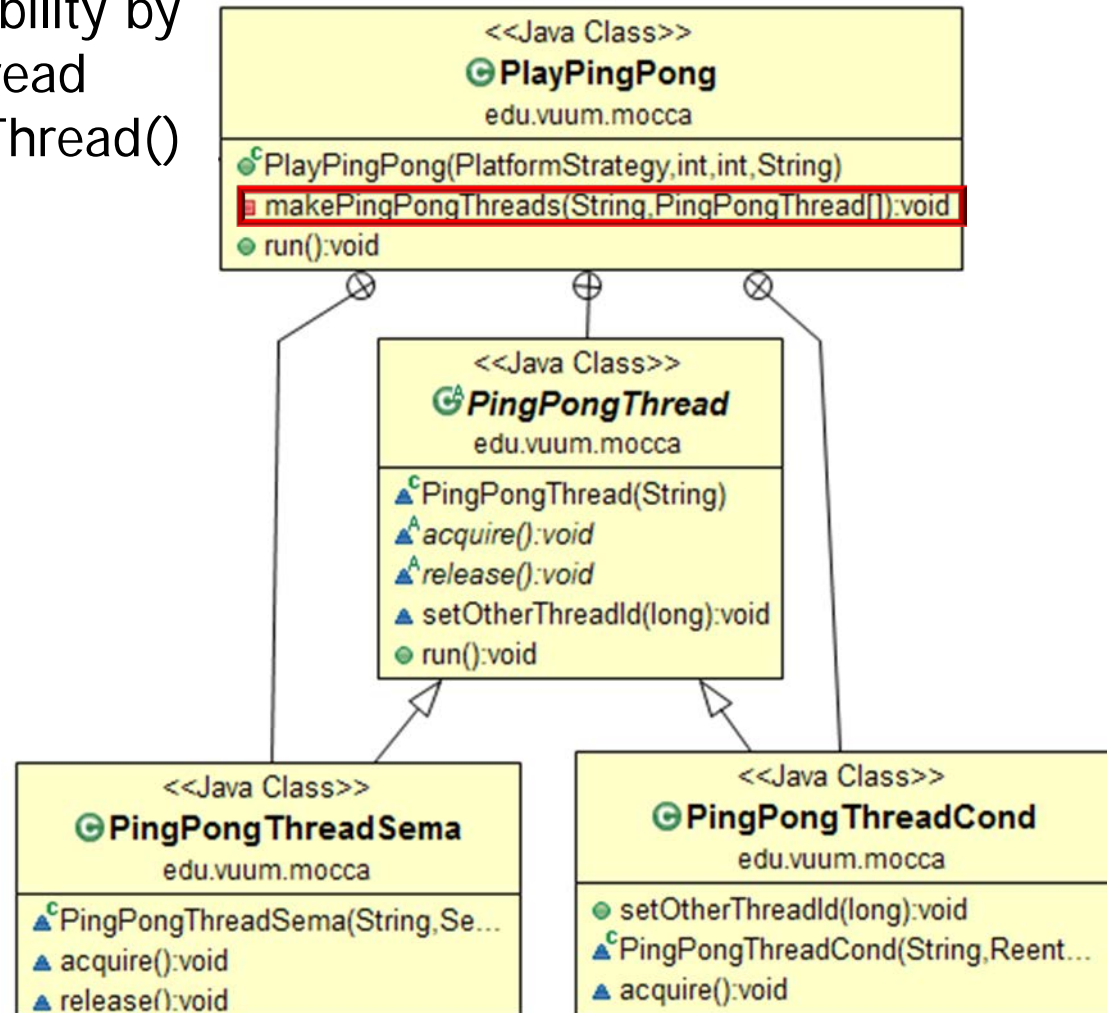 bility by
read
Thread()
<<Java Class>>
PlayPingPong
edu.vuum.mocca
PlayPingPong(PlatformStrategy,int,int,String)
makePingPongThreads(String,PingPongThread[]):void
run():void
<<Java Class>>
PingPongThread
edu.vuum.mocca
PingPongThread(String)
acquire():void
release():void
setOtherThreadId(long):void
run():void
<<Java Class>>
PingPongThreadSema
edu.vuum.mocca
PingPongThreadSema(String,Se...
acquire():void
release():void
<<Java Class>>
PingPongThreadCond
edu.vuum.mocca
setOtherThreadId(long):void
PingPongThreadCond(String,Reent...
acquire():void